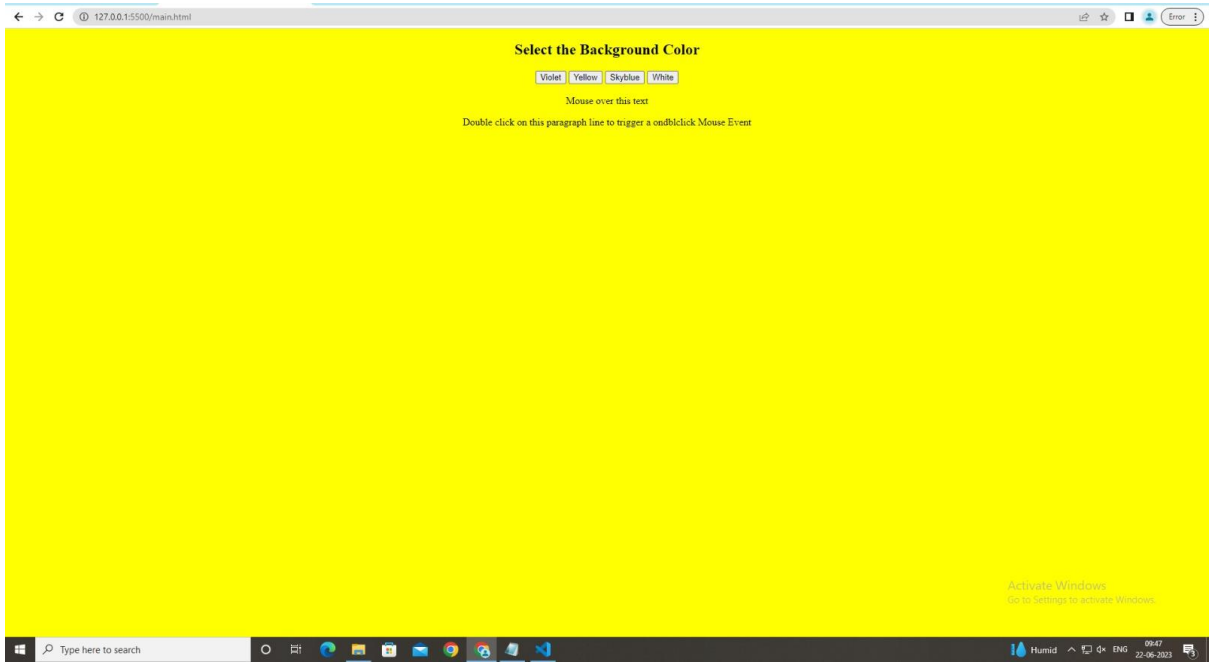 127.0.0.1:5500/main.html
Error
Select the Background Color
Violet Yellow Skyblue White
Mouse over this text
Double click on this paragraph line to trigger a ondblclick Mouse Event
Activate Windows
Go to Settings to activate Windows.
Type here to search
Humid
ENG
09:47
22-06-2023
3